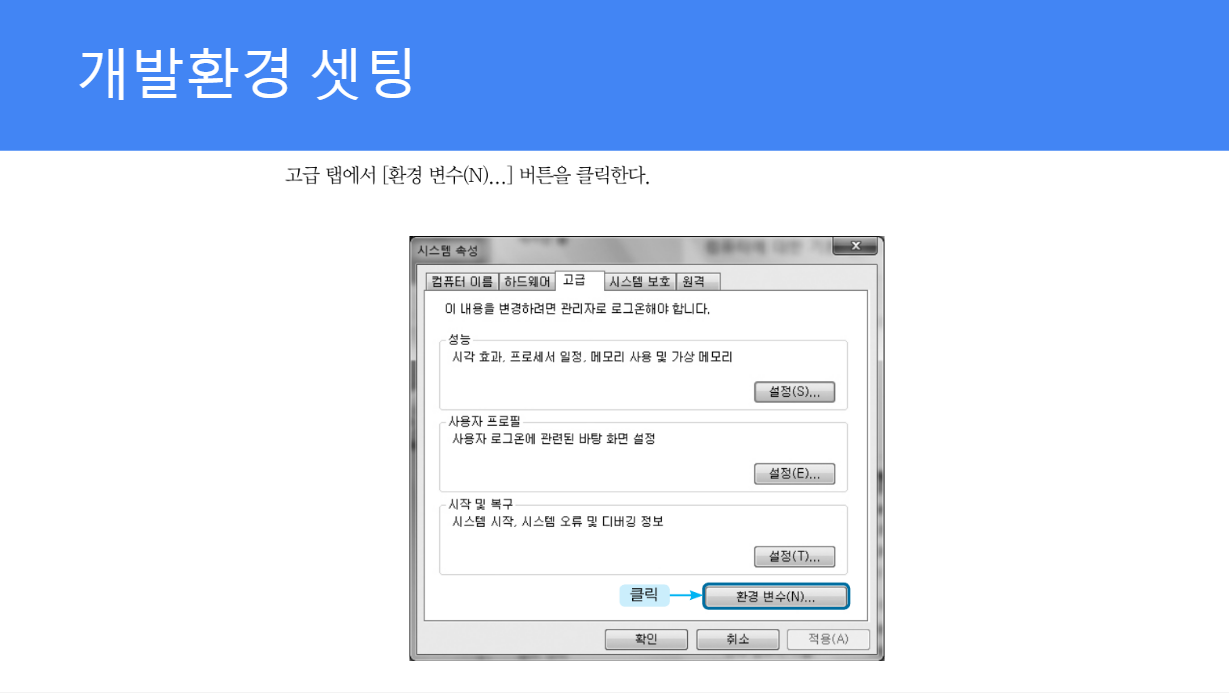 개발환경 셋팅
고급 탭에서 [환경 변수(N)...] 버튼을 클릭한다.
시스템 속성
컴퓨터 이름 하드웨어 고급 시스템 보호 원격
이 내용을 변경하려면 관리자로 로그온해야 합니다.
성능
시각 효과, 프로세서 일정, 메모리 사용 및 가상 메모리
설정(S)...
사용자 프로필
사용자 로그온에 관련된 바탕 화면 설정
설정(E)...
시작 및 복구
시스템 시작, 시스템 오류 및 디버깅 정보
설정(T)...
클릭 환경 변수(N)...
확인 취소 적용(A)